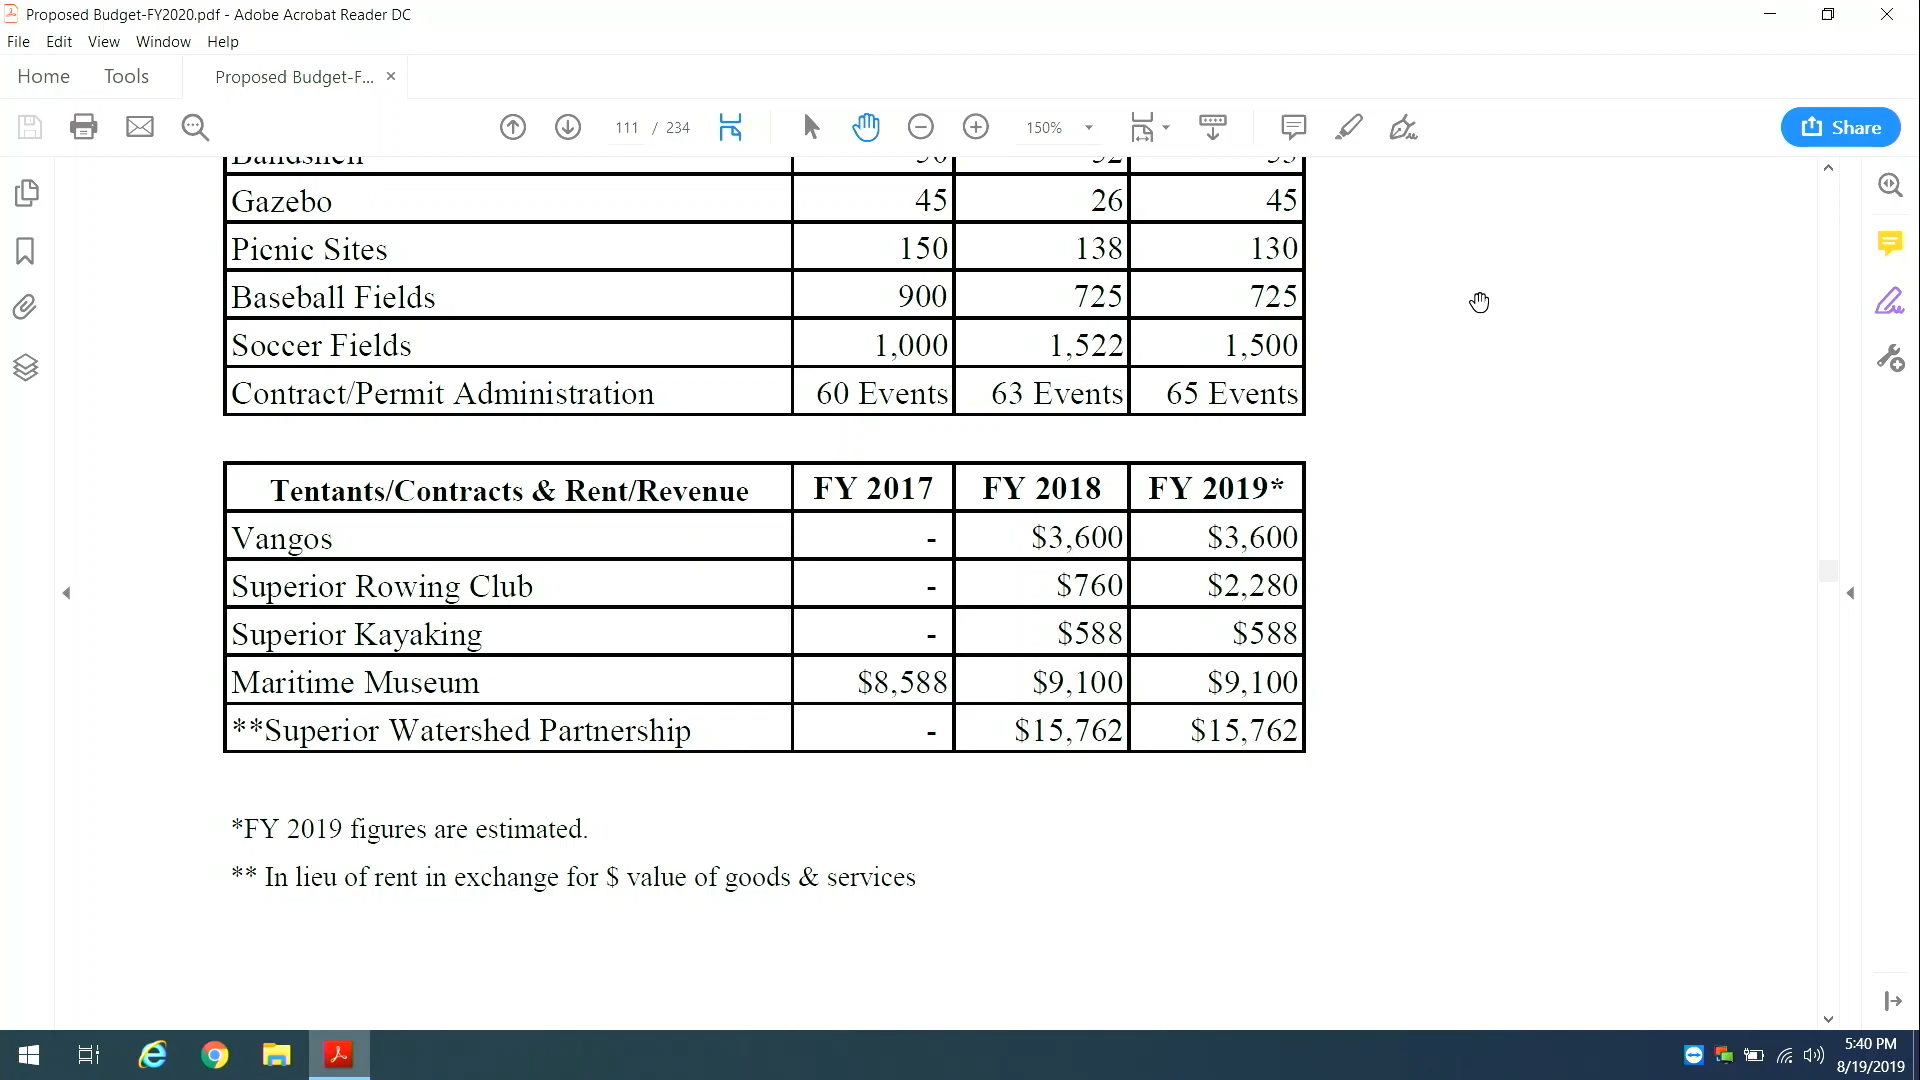 Proposed Budget-FY2020.pdf - Adobe Acrobat Reader DC
File Edit View Window Help
Home Tools Proposed Budget-F... ×
111 / 234 150% Share
Gazebo 45 26 45
Picnic Sites 150 138 130
Baseball Fields 900 725 725
Soccer Fields 1,000 1,522 1,500
Contract/Permit Administration 60 Events 63 Events 65 Events
Tentants/Contracts & Rent/Revenue FY 2017 FY 2018 FY 2019*
Vangos - $3,600 $3,600
Superior Rowing Club - $760 $2,280
Superior Kayaking - $588 $588
Maritime Museum $8,588 $9,100 $9,100
**Superior Watershed Partnership - $15,762 $15,762
*FY 2019 figures are estimated.
** In lieu of rent in exchange for $ value of goods & services
5:40 PM
8/19/2019